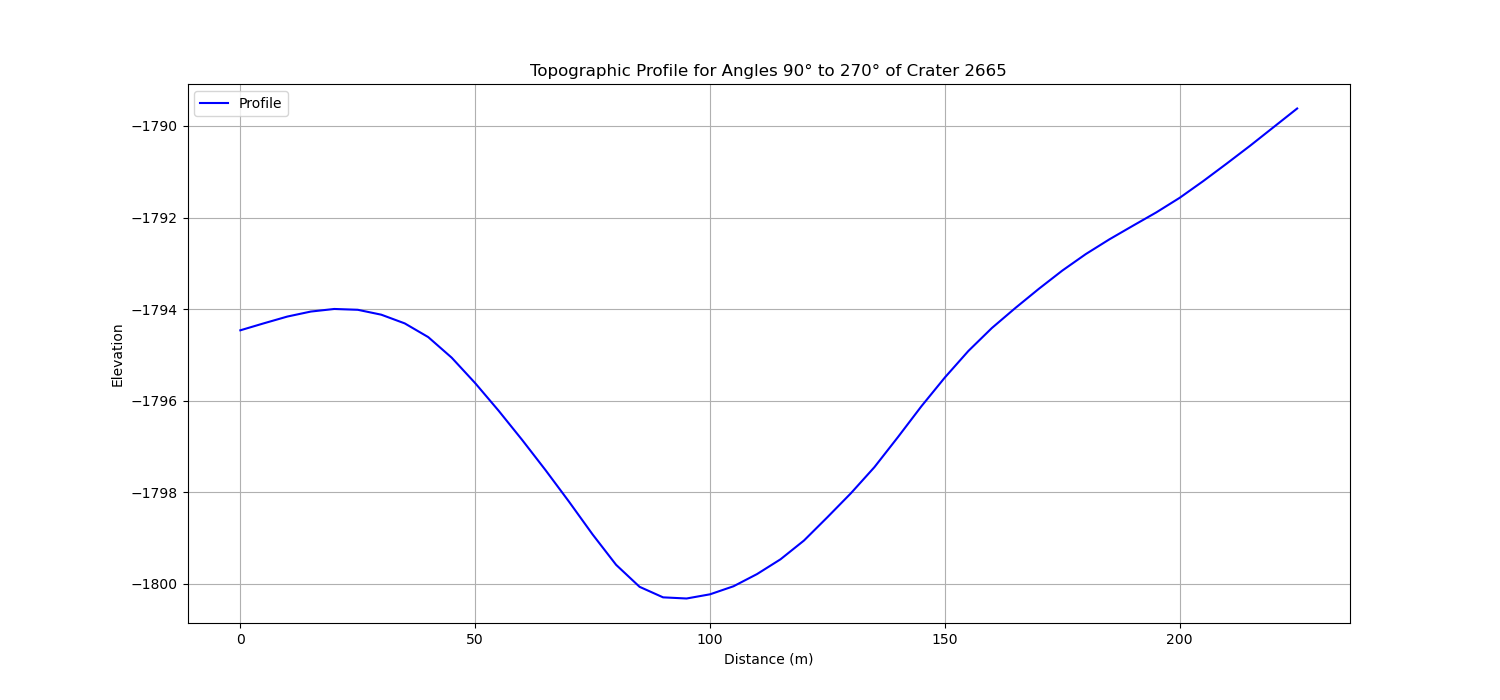 Topographic Profile for Angles 90° to 270° of Crater 2665
Profile
−1790
−1792
−1794
−1796
−1798
−1800
Elevation
0 50 100 150 200
Distance (m)